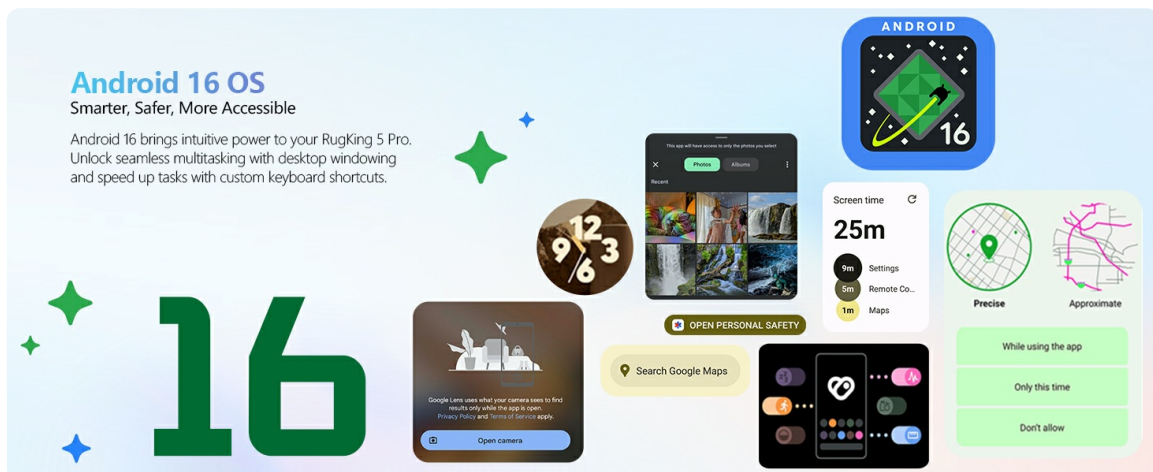 Android 16 OS
Smarter, Safer, More Accessible
Android 16 brings intuitive power to your RugKing 5 Pro.
Unlock seamless multitasking with desktop windowing
and speed up tasks with custom keyboard shortcuts.
16
ANDROID
16
12
9 3
6
This app will have access to only the photos you select
Photos Albums
Recent
OPEN PERSONAL SAFETY
Screen time
25m
9m Settings
5m Remote Co...
1m Maps
Precise Approximate
While using the app
Only this time
Don't allow
Google Lens uses what your camera sees to find
results only while the app is open.
Privacy Policy and Terms of Service apply.
Open camera
Search Google Maps